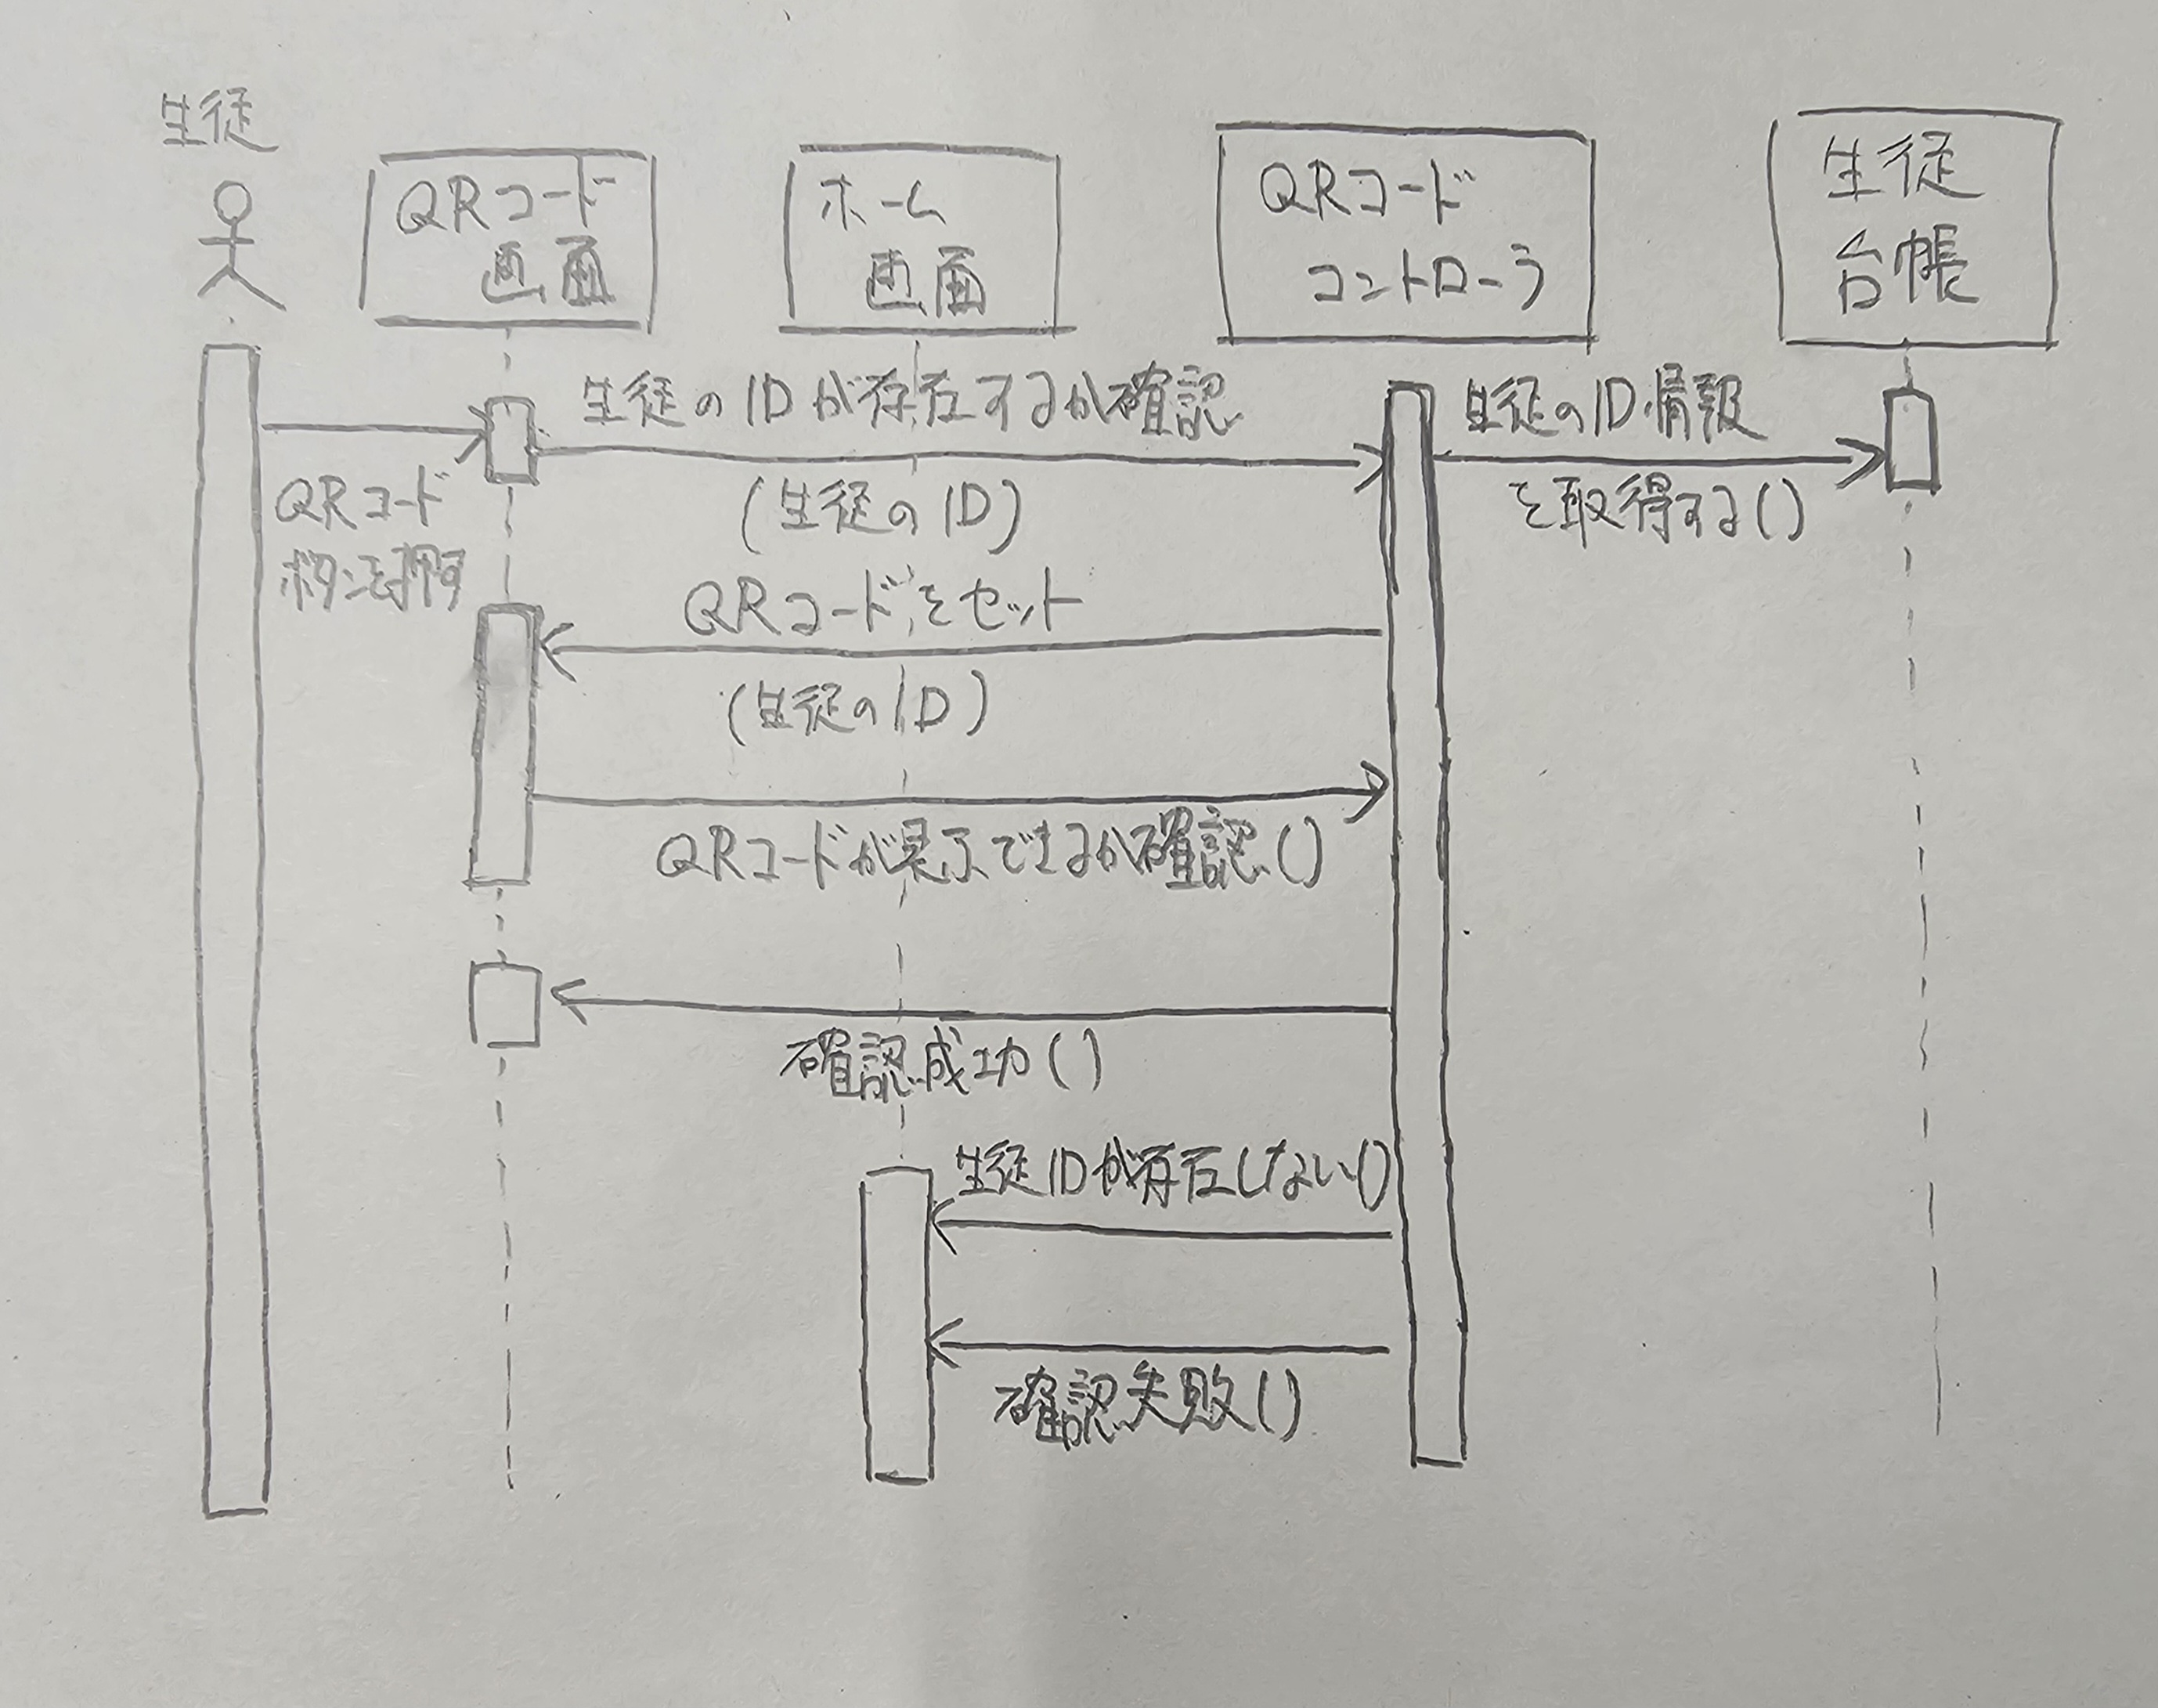 生徒
QRコード
画面
ホーム
画面
QRコード
コントローラ
生徒
台帳
生徒のIDが存在するか確認
(生徒のID)
生徒のID情報
を取得する()
QRコード
ボタンを押す
QRコードをセット
(生徒のID)
QRコードが表示できるか確認()
確認成功()
生徒IDが存在しない()
確認失敗()